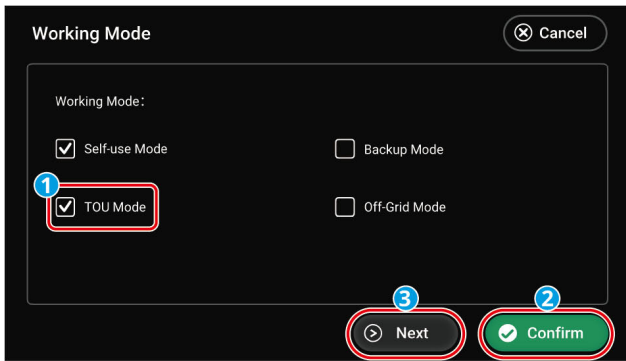 Working Mode
Cancel
Working Mode:
Self-use Mode
Backup Mode
1
TOU Mode
Off-Grid Mode
3
2
Next
Confirm